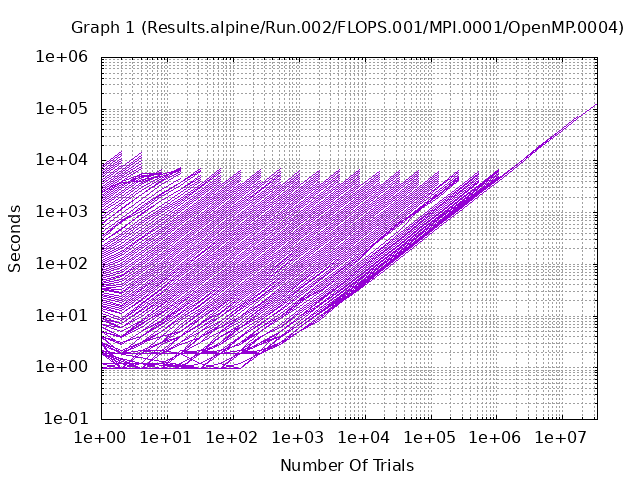 Graph 1 (Results.alpine/Run.002/FLOPS.001/MPI.0001/OpenMP.0004)
1e+06
1e+05
1e+04
1e+03
1e+02
1e+01
1e+00
1e-01
Seconds
1e+00 1e+01 1e+02 1e+03 1e+04 1e+05 1e+06 1e+07
Number Of Trials